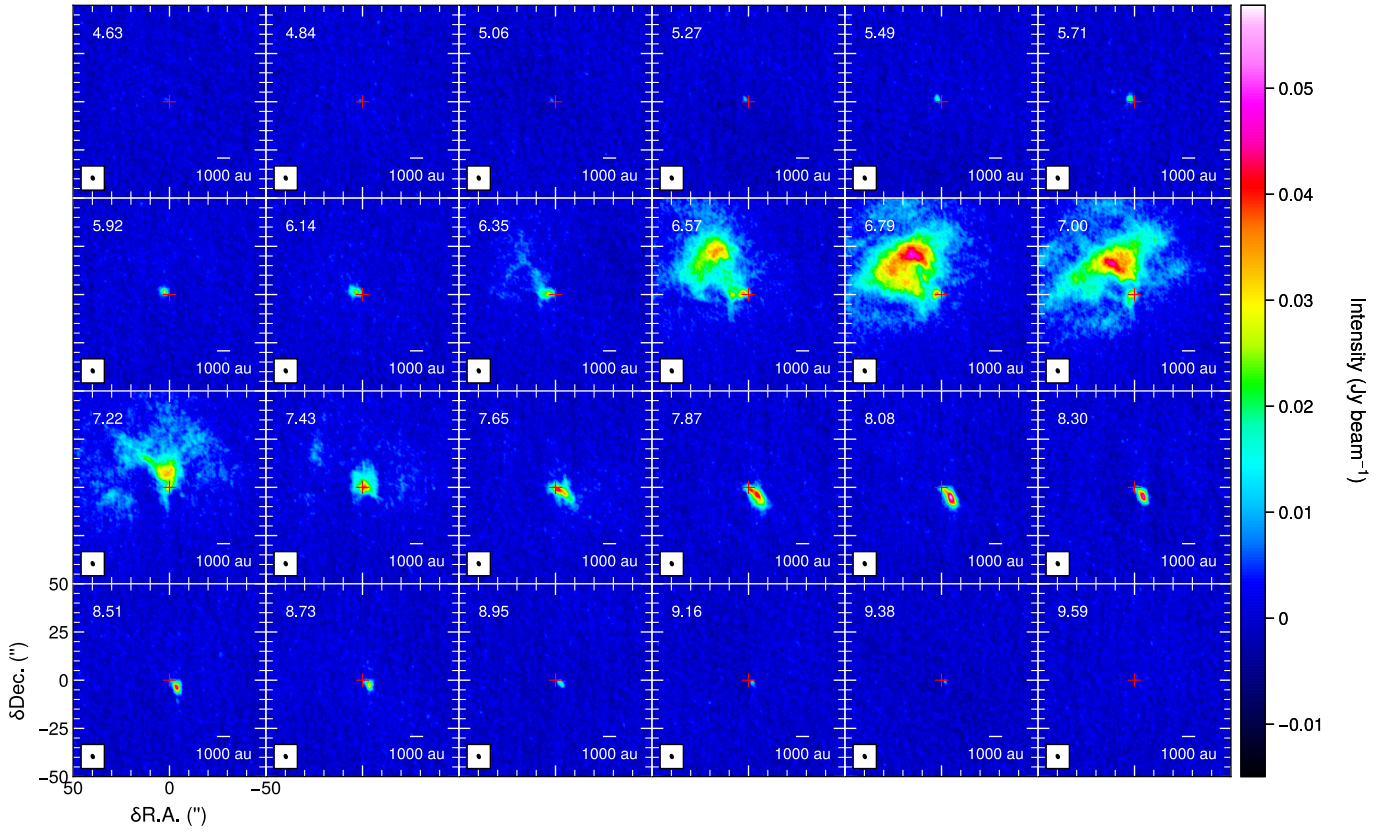 4.63 4.84 5.06 5.27 5.49 5.71
1000 au 1000 au 1000 au 1000 au 1000 au 1000 au
5.92 6.14 6.35 6.57 6.79 7.00
1000 au 1000 au 1000 au 1000 au 1000 au 1000 au
7.22 7.43 7.65 7.87 8.08 8.30
1000 au 1000 au 1000 au 1000 au 1000 au 1000 au
8.51 8.73 8.95 9.16 9.38 9.59
1000 au 1000 au 1000 au 1000 au 1000 au 1000 au
50
25
0
−25
−50
δDec. (")
50 0 −50
δR.A. (")
0.05
0.04
0.03
0.02
0.01
0
−0.01
Intensity (Jy beam⁻¹)